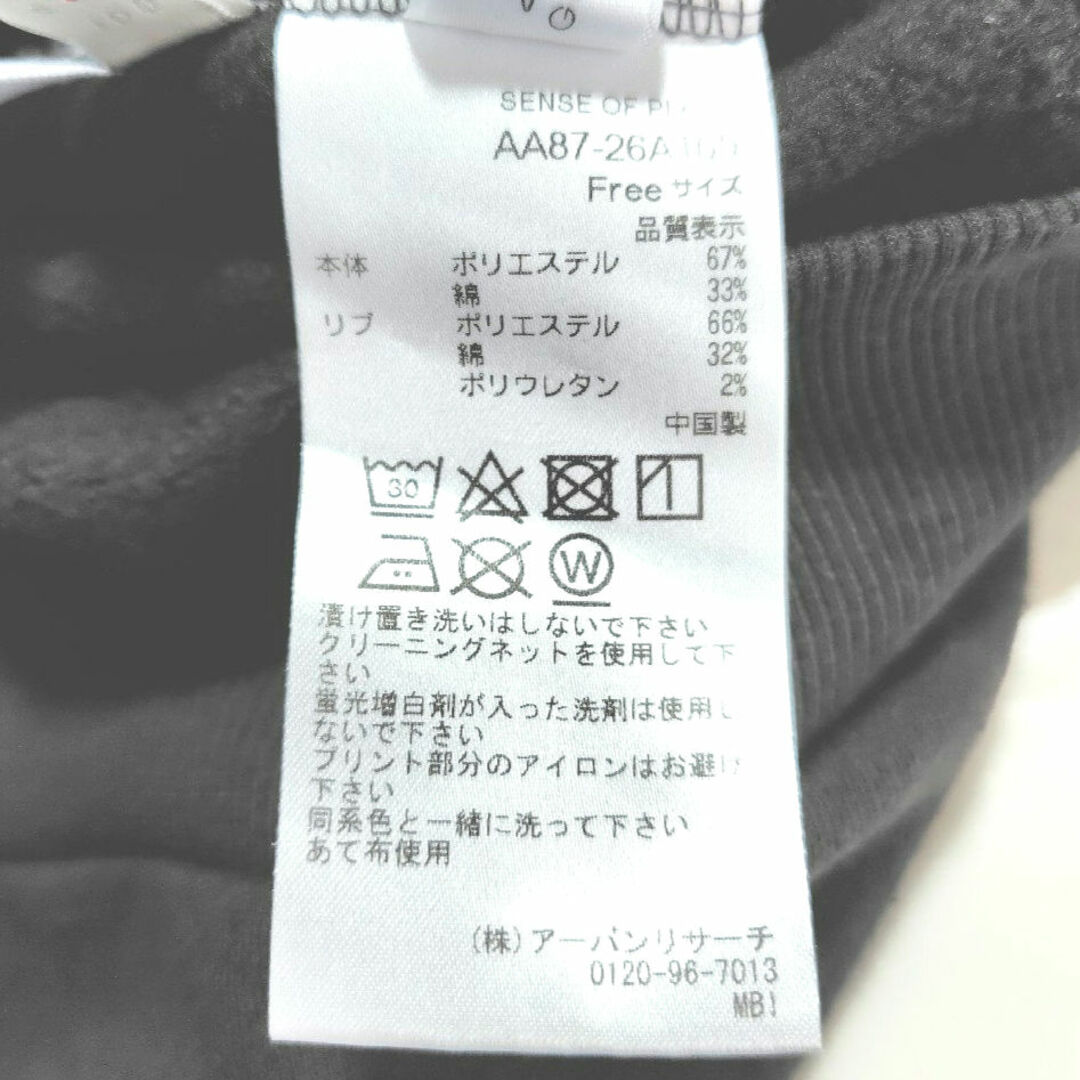 SENSE OF
Free サイズ
品質表示
本体 ポリエステル 67%
綿 33%
リブ ポリエステル 66%
綿 32%
ポリウレタン 2%
中国製
30
W
漬け置き洗いはしないで下さい
クリーニングネットを使用して下
さい
蛍光増白剤が入った洗剤は使用し
ないで下さい
プリント部分のアイロンはお避け
下さい
同系色と一緒に洗って下さい
あて布使用
(株)アーバンリサーチ
0120-96-7013